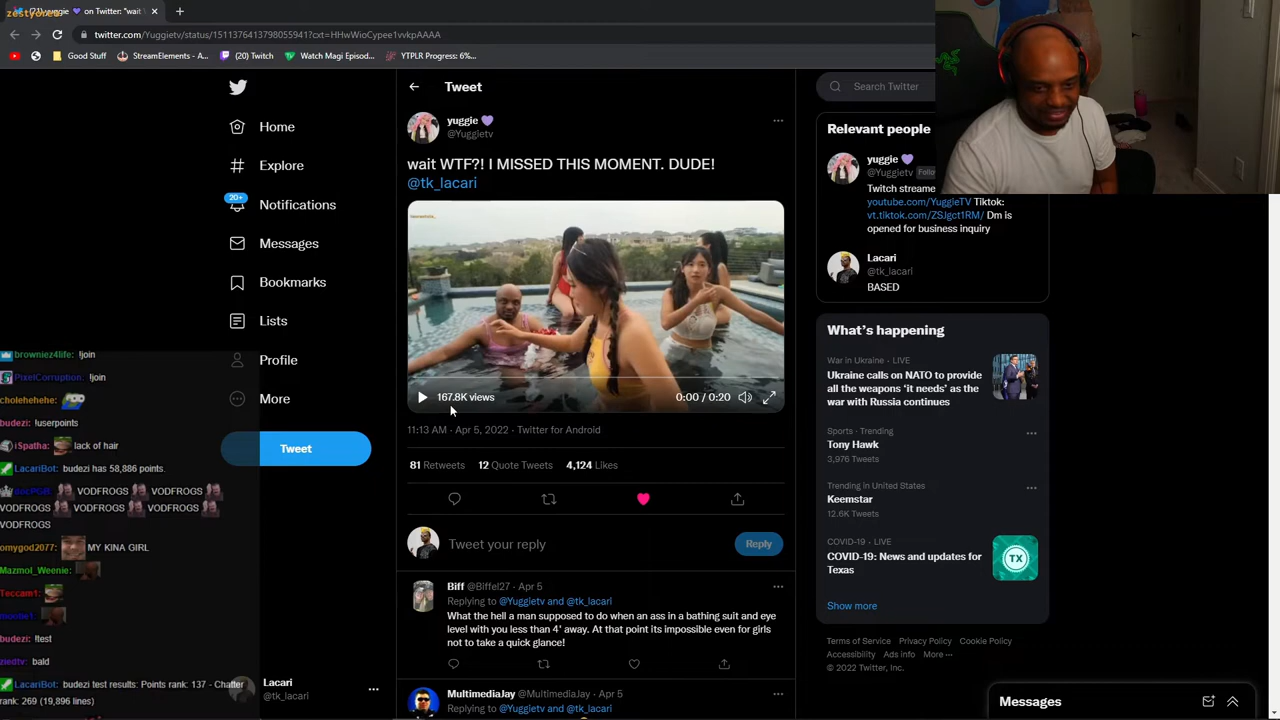 zestyone
(21) yuggie 💜 on Twitter: "wait
twitter.com/Yuggietv/status/1511376413798055941?cxt=HHwWioCypee1vvkpAAAA
Good Stuff
StreamElements - A...
(20) Twitch
Watch Magi Episod...
YTPLR Progress: 6%...
Home
Explore
20+
Notifications
Messages
Bookmarks
Lists
Profile
More
Tweet
Tweet
yuggie 💜
@Yuggietv
wait WTF?! I MISSED THIS MOMENT. DUDE!
@tk_lacari
167.8K views
0:00 / 0:20
11:13 AM · Apr 5, 2022 · Twitter for Android
81 Retweets 12 Quote Tweets 4,124 Likes
Tweet your reply
Reply
Biff @Biffel27 · Apr 5
Replying to @Yuggietv and @tk_lacari
What the hell a man supposed to do when an ass in a bathing suit and eye
level with you less than 4' away. At that point its impossible even for girls
not to take a quick glance!
MultimediaJay @MultimediaJay · Apr 5
Replying to @Yuggietv and @tk_lacari
Search Twitter
Relevant people
yuggie 💜
@Yuggietv Follo
Twitch streame
youtube.com/YuggieTV Tiktok:
vt.tiktok.com/ZSJgct1RM/ Dm is
opened for business inquiry
Lacari
@tk_lacari
BASED
What's happening
War in Ukraine · LIVE
Ukraine calls on NATO to provide
all the weapons 'it needs' as the
war with Russia continues
Sports · Trending
Tony Hawk
3,976 Tweets
Trending in United States
Keemstar
12.6K Tweets
COVID-19 · LIVE
COVID-19: News and updates for
Texas
TX
Show more
Terms of Service Privacy Policy Cookie Policy
Accessibility Ads info More ···
© 2022 Twitter, Inc.
Messages
browniez4life: !join
PixelCorruption: !join
cholehehehe:
budezi: !userpoints
iSpatha: lack of hair
LacariBot: budezi has 58,886 points.
docPGR: VODFROGS VODFROGS
VODFROGS VODFROGS
VODFROGS
omygod2077: MY KINA GIRL
Mazmol_Weenie:
Teccam1:
budezi: !test
ziedtv: bald
LacariBot: budezi test results: Points rank: 137 - Chatter
rank: 269 (19,896 lines)
Lacari
@tk_lacari